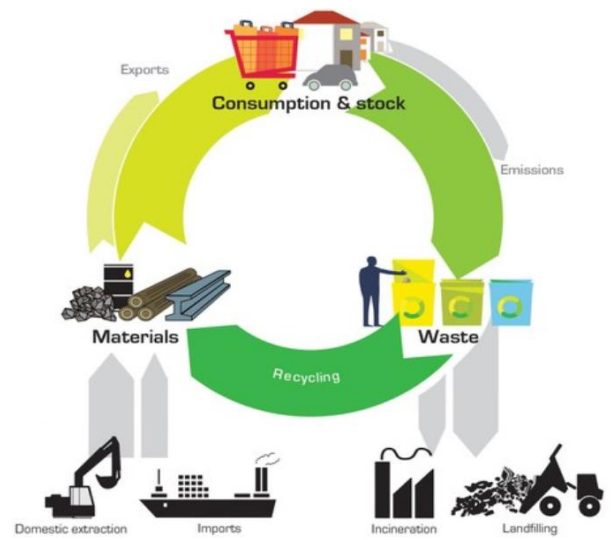 Exports
Consumption & stock
Emissions
Materials
Waste
Recycling
Domestic extraction
Imports
Incineration
Landfilling